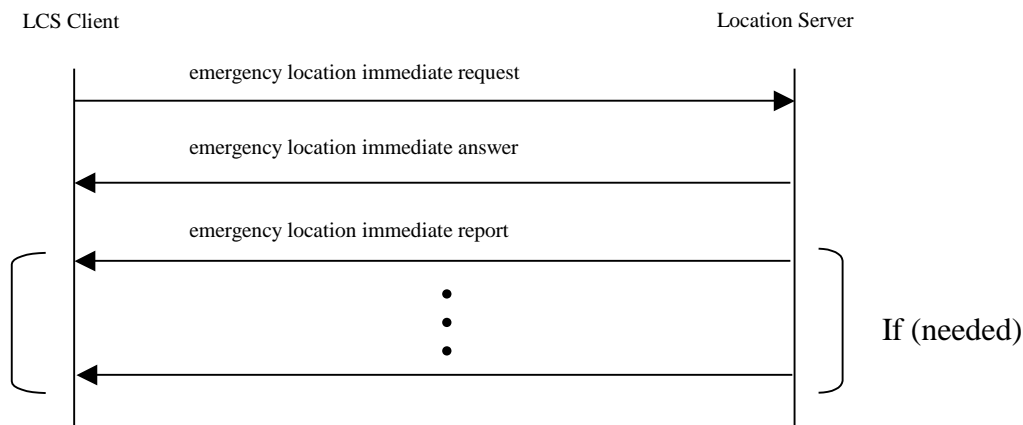 LCS Client
Location Server
emergency location immediate request
emergency location immediate answer
emergency location immediate report
If (needed)